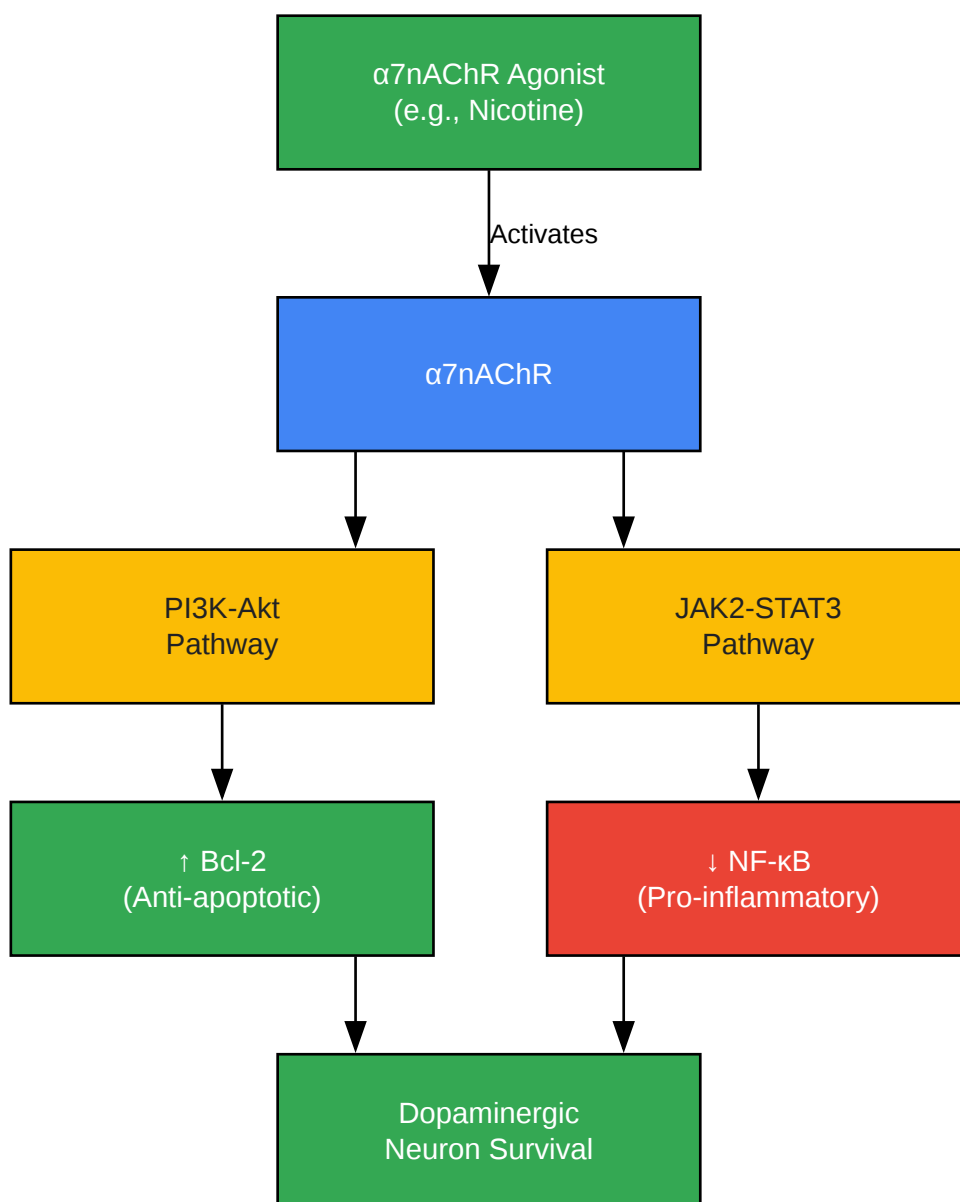 α7nAChR Agonist
(e.g., Nicotine)
Activates
α7nAChR
PI3K-Akt
Pathway
JAK2-STAT3
Pathway
↑ Bcl-2
(Anti-apoptotic)
↓ NF-κB
(Pro-inflammatory)
Dopaminergic
Neuron Survival